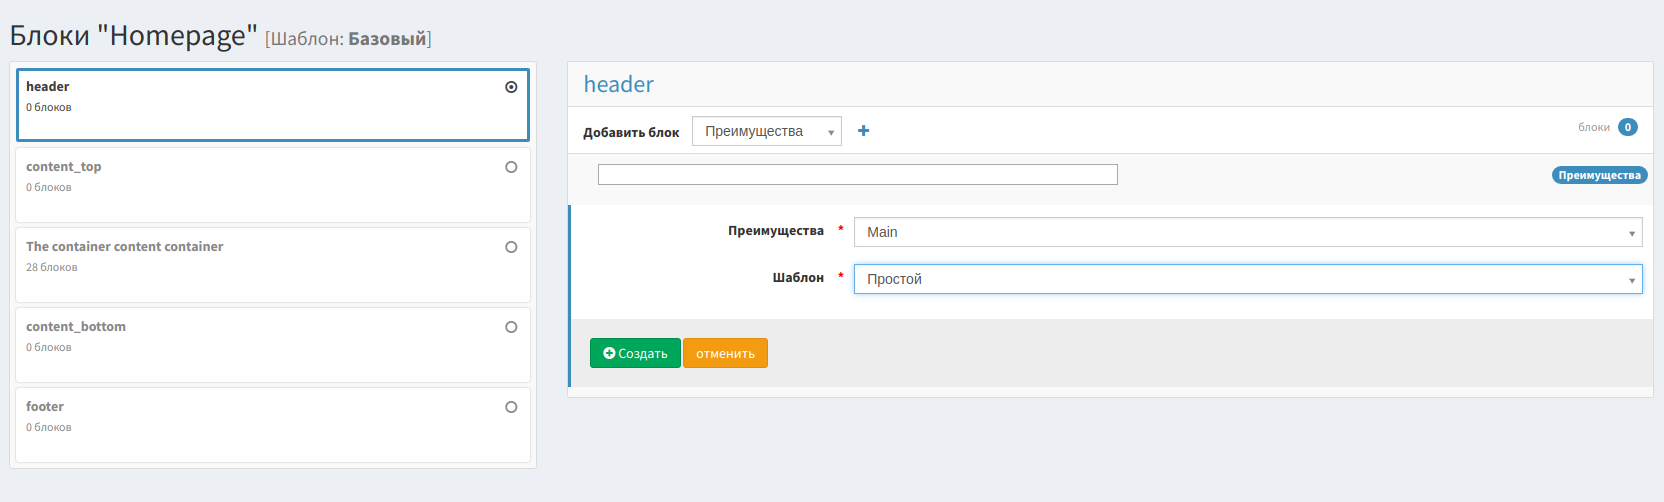 Блоки "Homepage" [Шаблон: Базовый]
header
0 блоков
content_top
0 блоков
The container content container
28 блоков
content_bottom
0 блоков
footer
0 блоков
header
Добавить блок Преимущества блоки 0
Преимущества
Преимущества * Main
Шаблон * Простой
Создать отменить